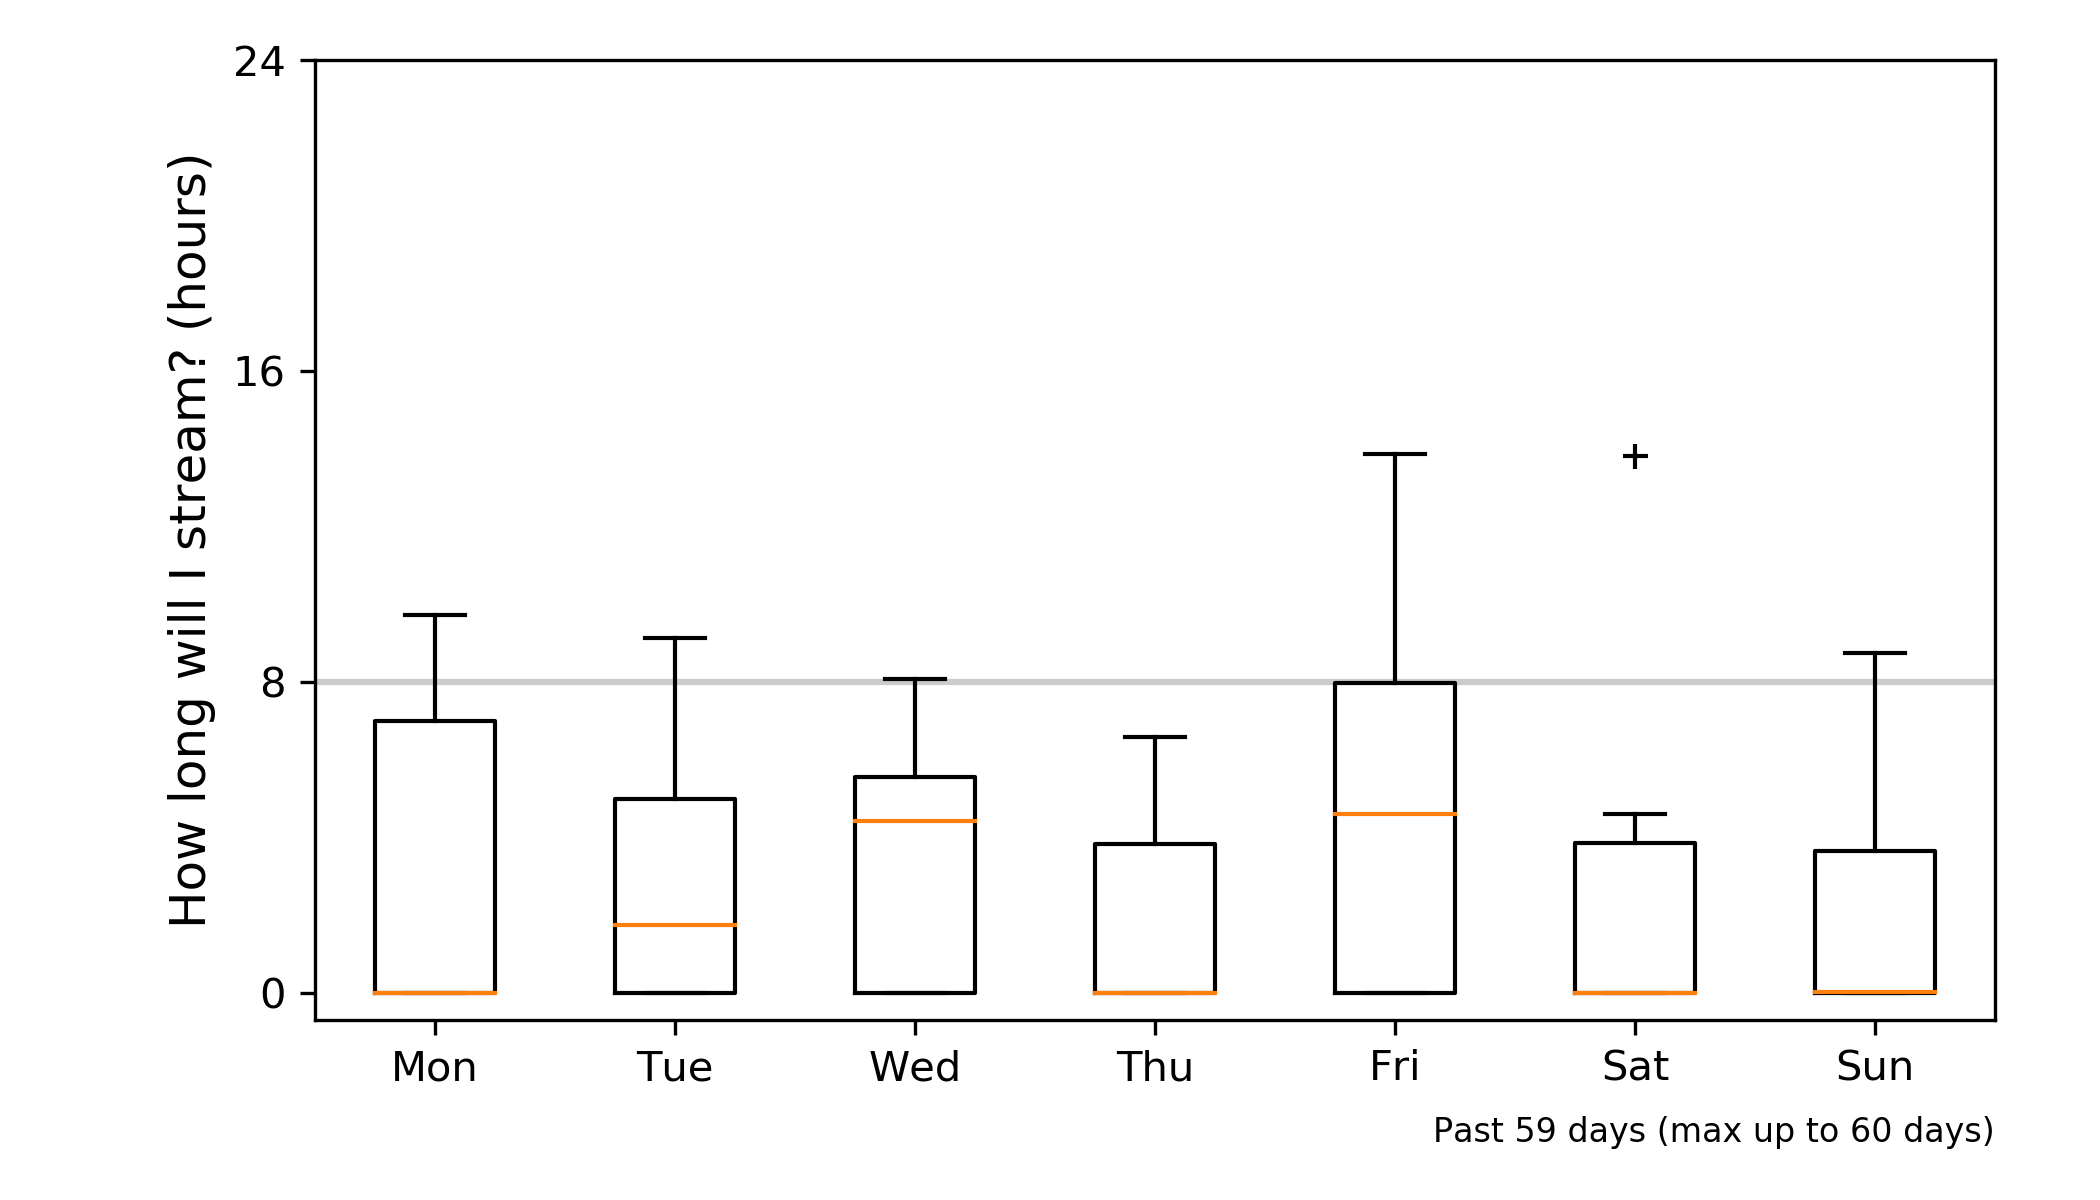 How long will I stream? (hours)
24
16
8
0
Mon Tue Wed Thu Fri Sat Sun
Past 59 days (max up to 60 days)